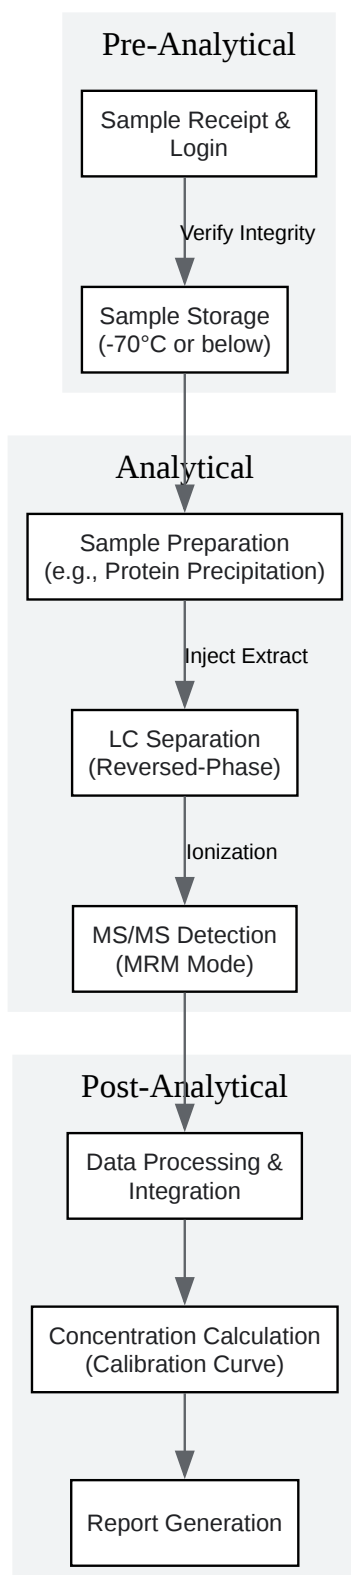 Pre-Analytical
Sample Receipt &
Login
Verify Integrity
Sample Storage
(-70°C or below)
Analytical
Sample Preparation
(e.g., Protein Precipitation)
Inject Extract
LC Separation
(Reversed-Phase)
Ionization
MS/MS Detection
(MRM Mode)
Post-Analytical
Data Processing &
Integration
Concentration Calculation
(Calibration Curve)
Report Generation